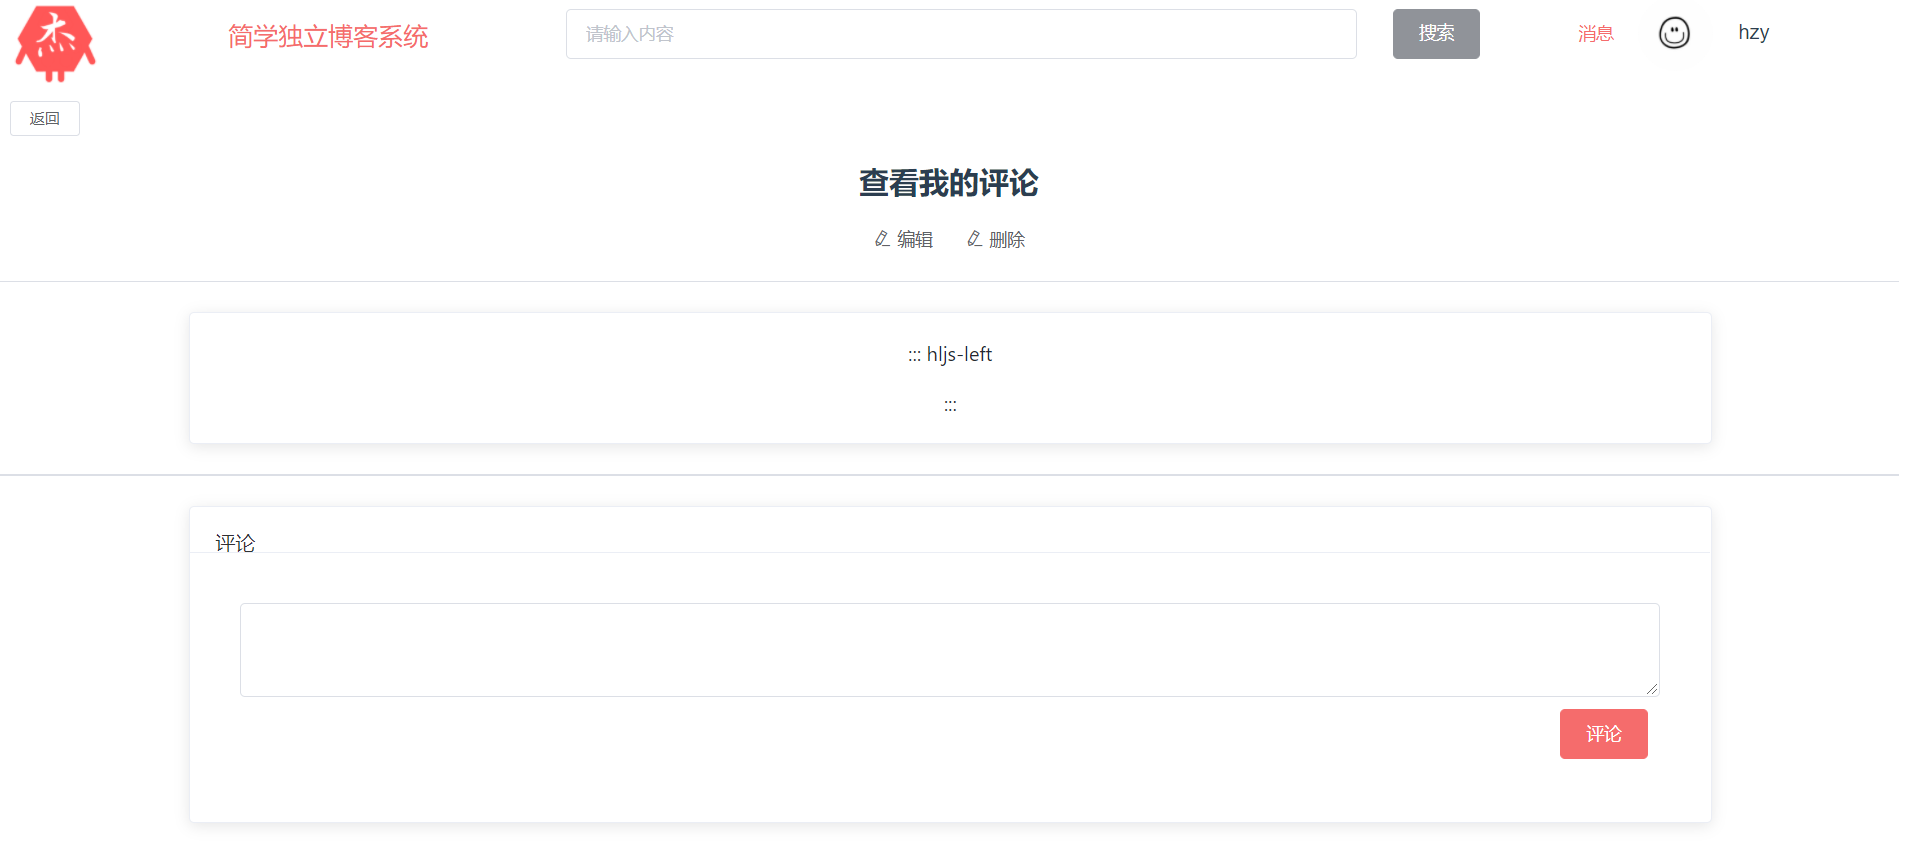 杰
简学独立博客系统
请输入内容
搜索
消息
hzy
返回
查看我的评论
编辑 删除
::: hljs-left
:::
评论
评论